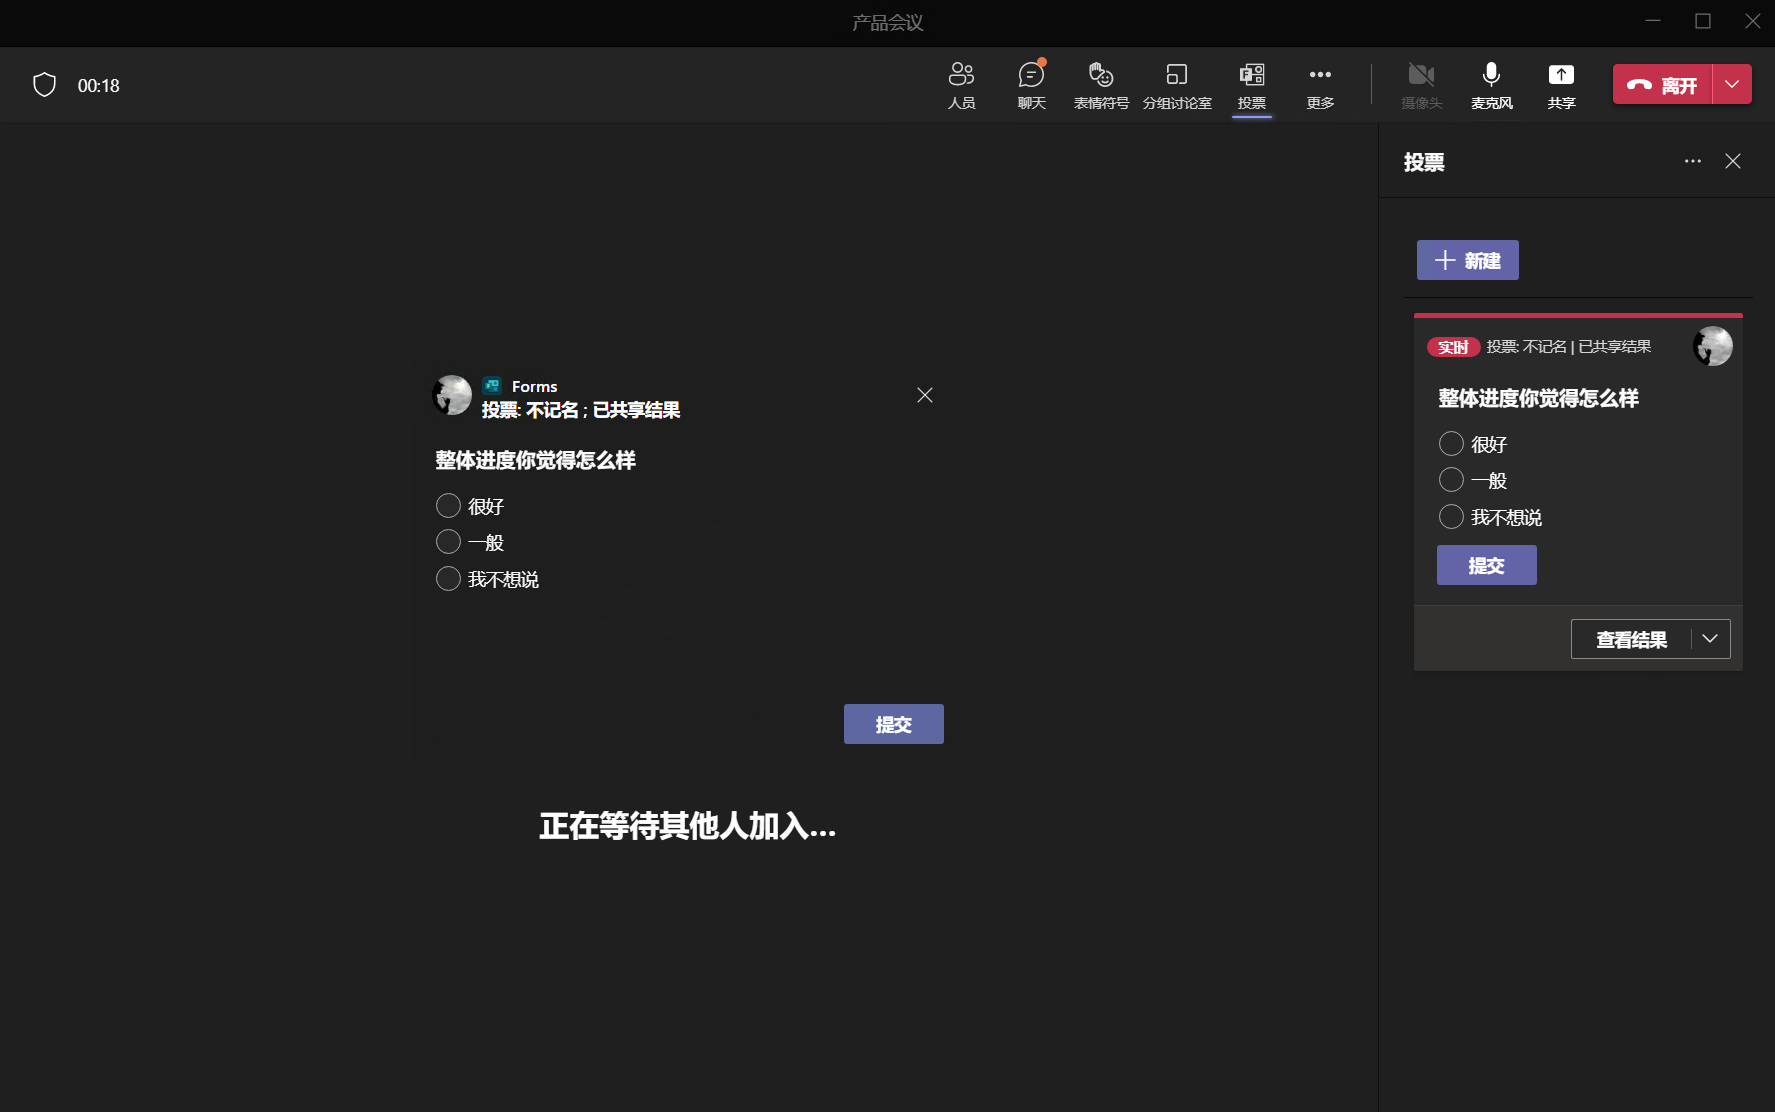 产品会议
00:18
人员
聊天
表情符号
分组讨论室
投票
更多
摄像头
麦克风
共享
离开
投票
新建
实时 投票: 不记名 | 已共享结果
整体进度你觉得怎么样
很好
一般
我不想说
提交
查看结果
Forms
投票: 不记名 ; 已共享结果
整体进度你觉得怎么样
很好
一般
我不想说
提交
正在等待其他人加入...